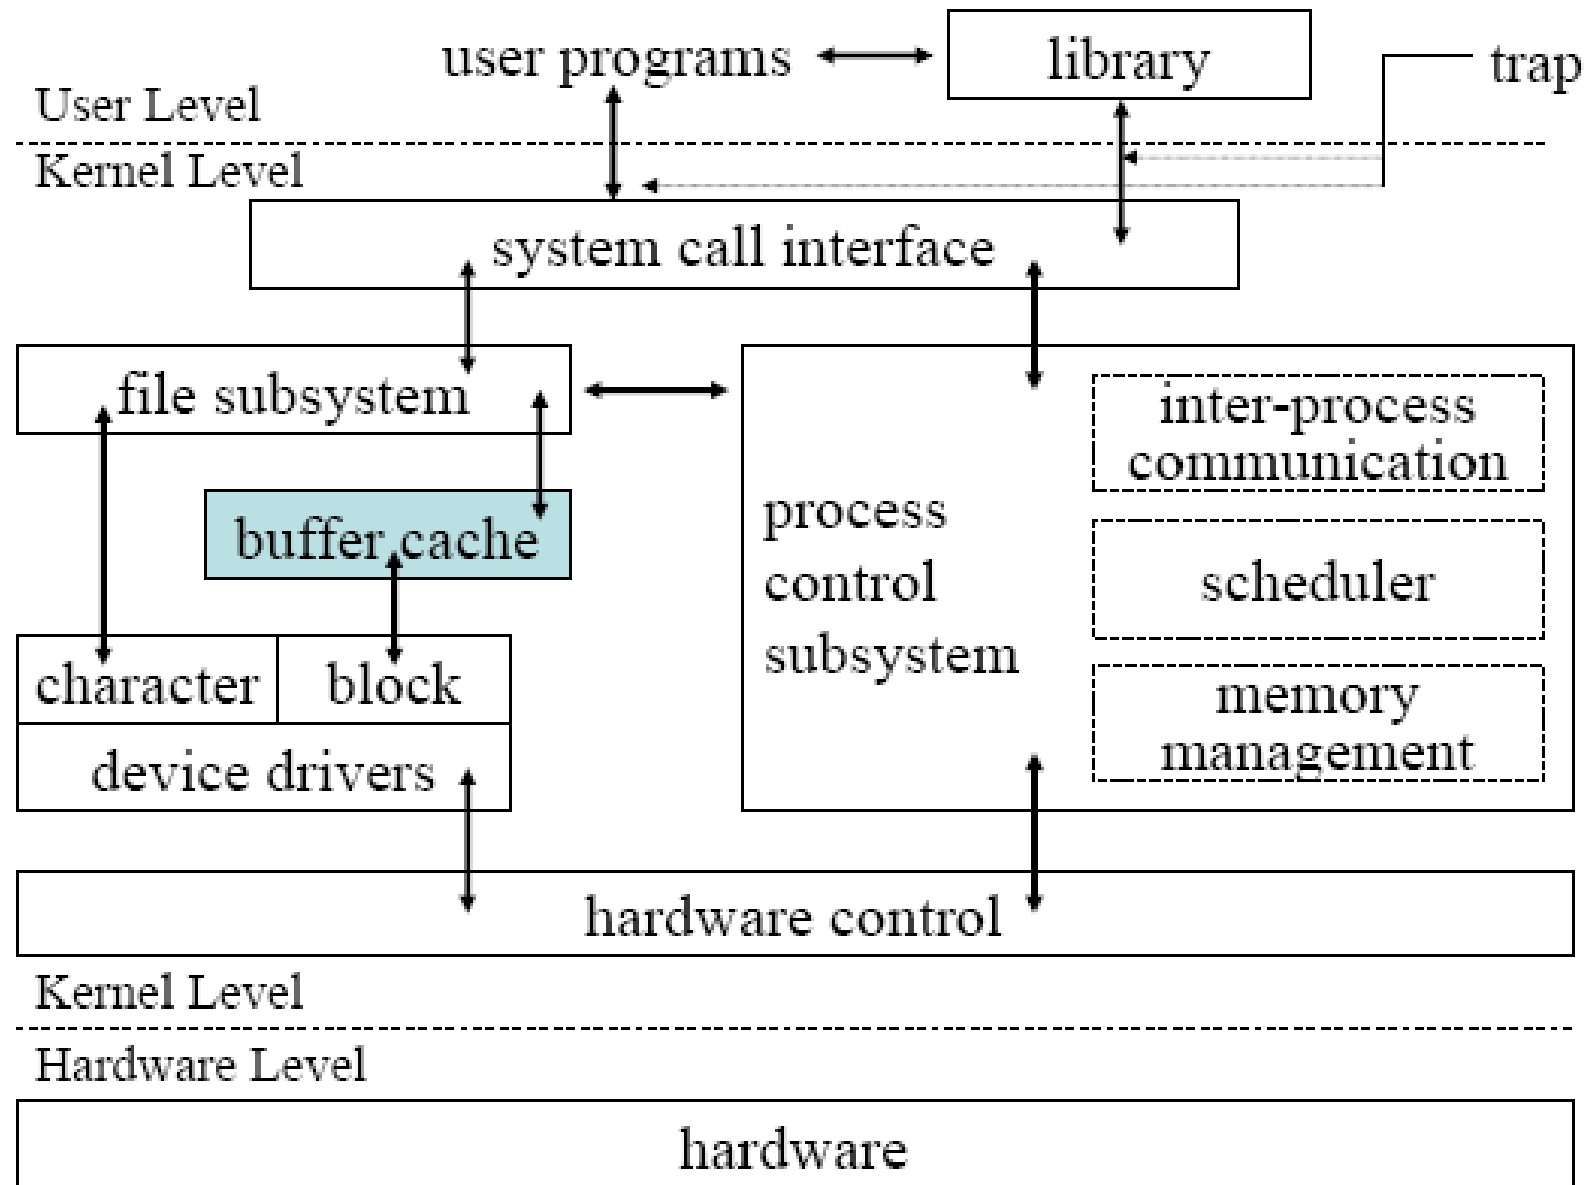 user programs
library
trap
User Level
Kernel Level
system call interface
file subsystem
inter-process
communication
buffer cache
process
control
subsystem
scheduler
character
block
memory
management
device drivers
hardware control
Kernel Level
Hardware Level
hardware